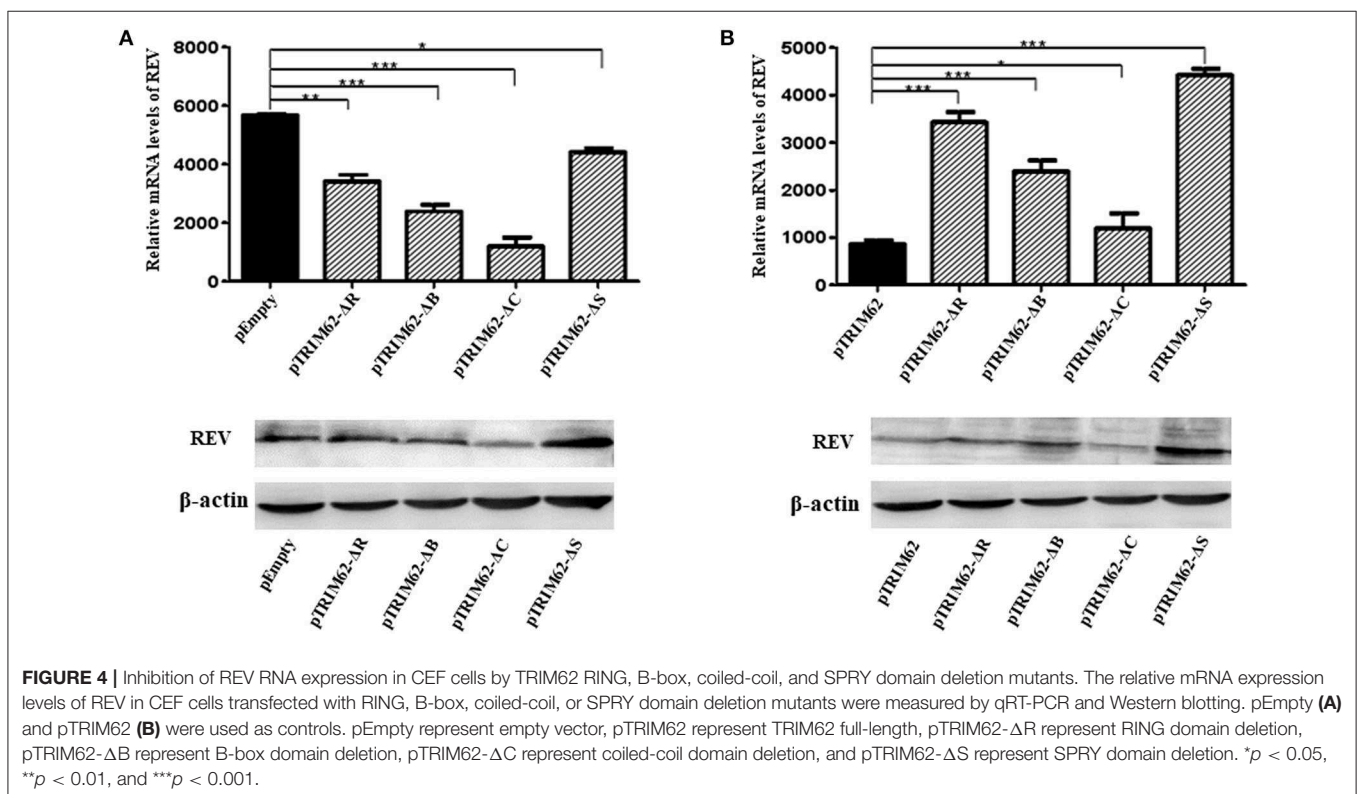 A
Relative mRNA levels of REV
8000
6000
4000
2000
0
*
***
***
**
pEmpty
pTRIM62-ΔR
pTRIM62-ΔB
pTRIM62-ΔC
pTRIM62-ΔS
REV
β-actin
pEmpty
pTRIM62-ΔR
pTRIM62-ΔB
pTRIM62-ΔC
pTRIM62-ΔS
B
Relative mRNA levels of REV
5000
4000
3000
2000
1000
0
***
*
***
***
pTRIM62
pTRIM62-ΔR
pTRIM62-ΔB
pTRIM62-ΔC
pTRIM62-ΔS
REV
β-actin
pTRIM62
pTRIM62-ΔR
pTRIM62-ΔB
pTRIM62-ΔC
pTRIM62-ΔS
FIGURE 4 | Inhibition of REV RNA expression in CEF cells by TRIM62 RING, B-box, coiled-coil, and SPRY domain deletion mutants. The relative mRNA expression
levels of REV in CEF cells transfected with RING, B-box, coiled-coil, or SPRY domain deletion mutants were measured by qRT-PCR and Western blotting. pEmpty (A)
and pTRIM62 (B) were used as controls. pEmpty represent empty vector, pTRIM62 represent TRIM62 full-length, pTRIM62-ΔR represent RING domain deletion,
pTRIM62-ΔB represent B-box domain deletion, pTRIM62-ΔC represent coiled-coil domain deletion, and pTRIM62-ΔS represent SPRY domain deletion. *p < 0.05,
**p < 0.01, and ***p < 0.001.